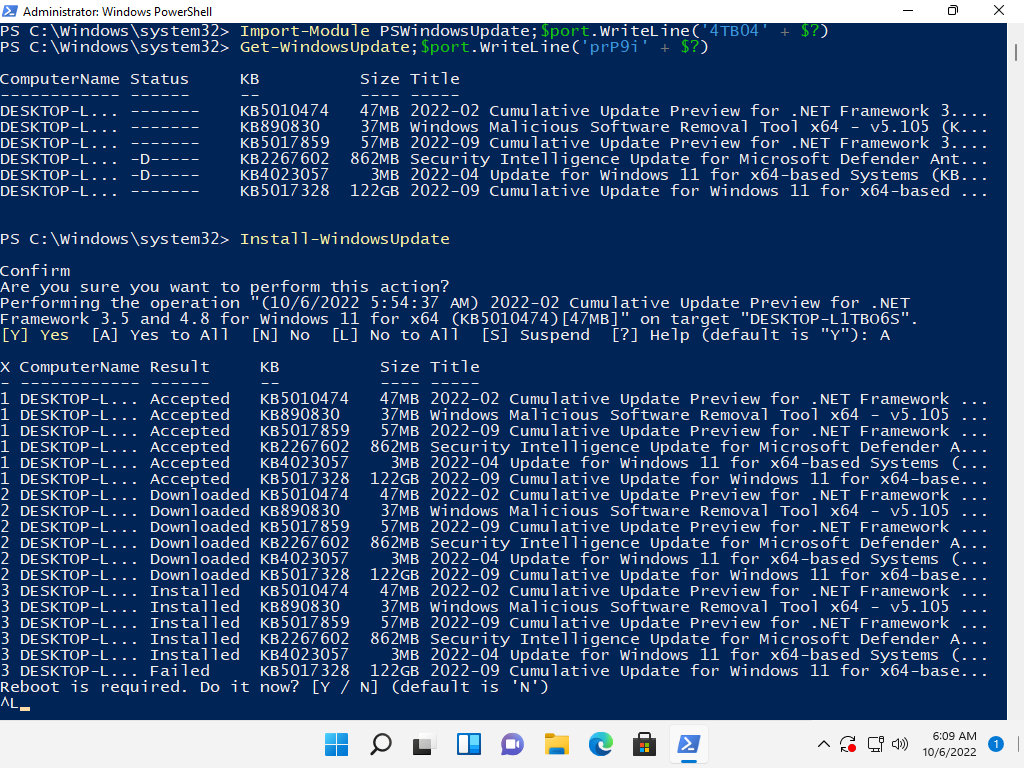 Administrator: Windows PowerShell
PS C:\Windows\system32> Import-Module PSWindowsUpdate;$port.WriteLine('4TB04' + $?)
PS C:\Windows\system32> Get-WindowsUpdate;$port.WriteLine('prP9i' + $?)
ComputerName Status KB Size Title
------------ ------ -- ---- -----
DESKTOP-L... ------- KB5010474 47MB 2022-02 Cumulative Update Preview for .NET Framework 3....
DESKTOP-L... ------- KB890830 37MB Windows Malicious Software Removal Tool x64 - v5.105 (K...
DESKTOP-L... ------- KB5017859 57MB 2022-09 Cumulative Update Preview for .NET Framework 3....
DESKTOP-L... -D----- KB2267602 862MB Security Intelligence Update for Microsoft Defender Ant...
DESKTOP-L... -D----- KB4023057 3MB 2022-04 Update for Windows 11 for x64-based Systems (KB...
DESKTOP-L... ------- KB5017328 122GB 2022-09 Cumulative Update for Windows 11 for x64-based ...
PS C:\Windows\system32> Install-WindowsUpdate
Confirm
Are you sure you want to perform this action?
Performing the operation "(10/6/2022 5:54:37 AM) 2022-02 Cumulative Update Preview for .NET
Framework 3.5 and 4.8 for Windows 11 for x64 (KB5010474)[47MB]" on target "DESKTOP-L1TBO6S".
[Y] Yes [A] Yes to All [N] No [L] No to All [S] Suspend [?] Help (default is "Y"): A
X ComputerName Result KB Size Title
- ------------ ------ -- ---- -----
1 DESKTOP-L... Accepted KB5010474 47MB 2022-02 Cumulative Update Preview for .NET Framework ...
1 DESKTOP-L... Accepted KB890830 37MB Windows Malicious Software Removal Tool x64 - v5.105 ...
1 DESKTOP-L... Accepted KB5017859 57MB 2022-09 Cumulative Update Preview for .NET Framework ...
1 DESKTOP-L... Accepted KB2267602 862MB Security Intelligence Update for Microsoft Defender A...
1 DESKTOP-L... Accepted KB4023057 3MB 2022-04 Update for Windows 11 for x64-based Systems (...
1 DESKTOP-L... Accepted KB5017328 122GB 2022-09 Cumulative Update for Windows 11 for x64-base...
2 DESKTOP-L... Downloaded KB5010474 47MB 2022-02 Cumulative Update Preview for .NET Framework ...
2 DESKTOP-L... Downloaded KB890830 37MB Windows Malicious Software Removal Tool x64 - v5.105 ...
2 DESKTOP-L... Downloaded KB5017859 57MB 2022-09 Cumulative Update Preview for .NET Framework ...
2 DESKTOP-L... Downloaded KB2267602 862MB Security Intelligence Update for Microsoft Defender A...
2 DESKTOP-L... Downloaded KB4023057 3MB 2022-04 Update for Windows 11 for x64-based Systems (...
2 DESKTOP-L... Downloaded KB5017328 122GB 2022-09 Cumulative Update for Windows 11 for x64-base...
3 DESKTOP-L... Installed KB5010474 47MB 2022-02 Cumulative Update Preview for .NET Framework ...
3 DESKTOP-L... Installed KB890830 37MB Windows Malicious Software Removal Tool x64 - v5.105 ...
3 DESKTOP-L... Installed KB5017859 57MB 2022-09 Cumulative Update Preview for .NET Framework ...
3 DESKTOP-L... Installed KB2267602 862MB Security Intelligence Update for Microsoft Defender A...
3 DESKTOP-L... Installed KB4023057 3MB 2022-04 Update for Windows 11 for x64-based Systems (...
3 DESKTOP-L... Failed KB5017328 122GB 2022-09 Cumulative Update for Windows 11 for x64-base...
Reboot is required. Do it now? [Y / N] (default is 'N')
^L_
6:09 AM
10/6/2022
1